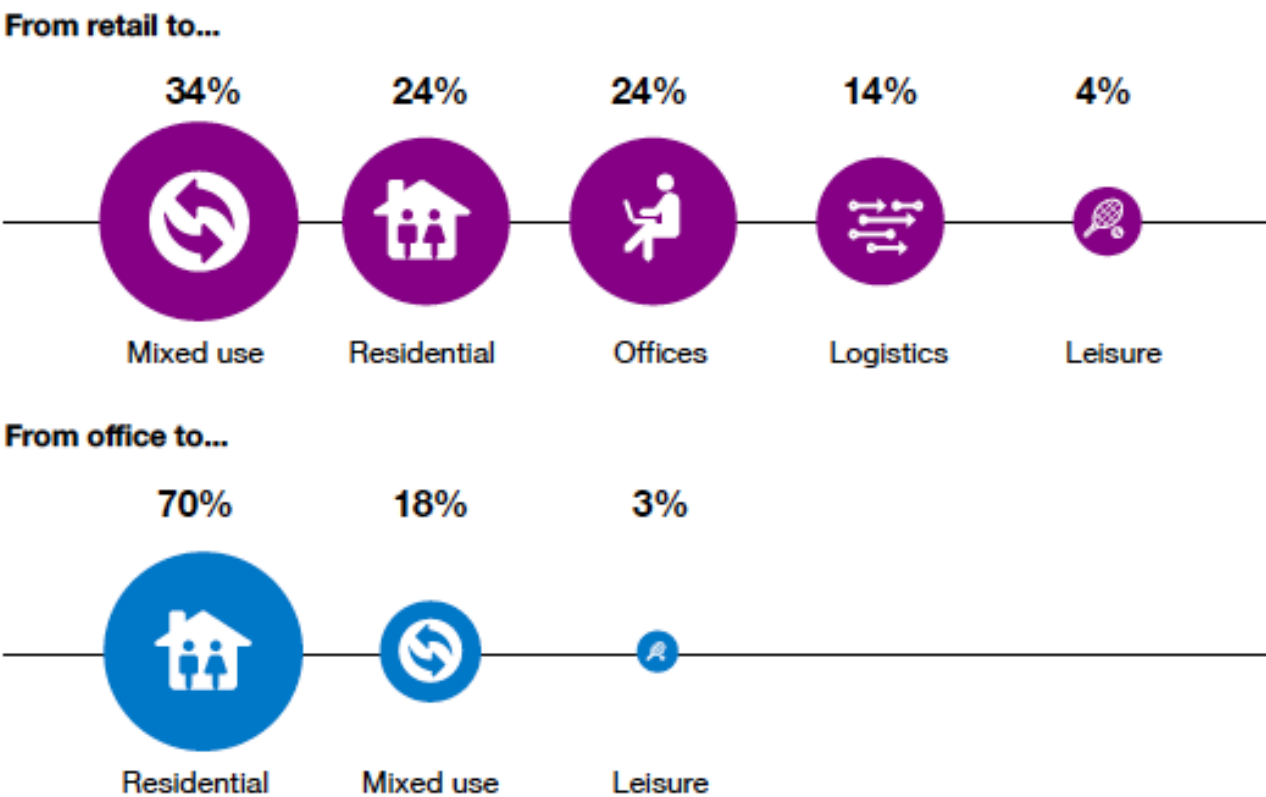 From retail to...
34% 24% 24% 14% 4%
Mixed use Residential Offices Logistics Leisure
From office to...
70% 18% 3%
Residential Mixed use Leisure